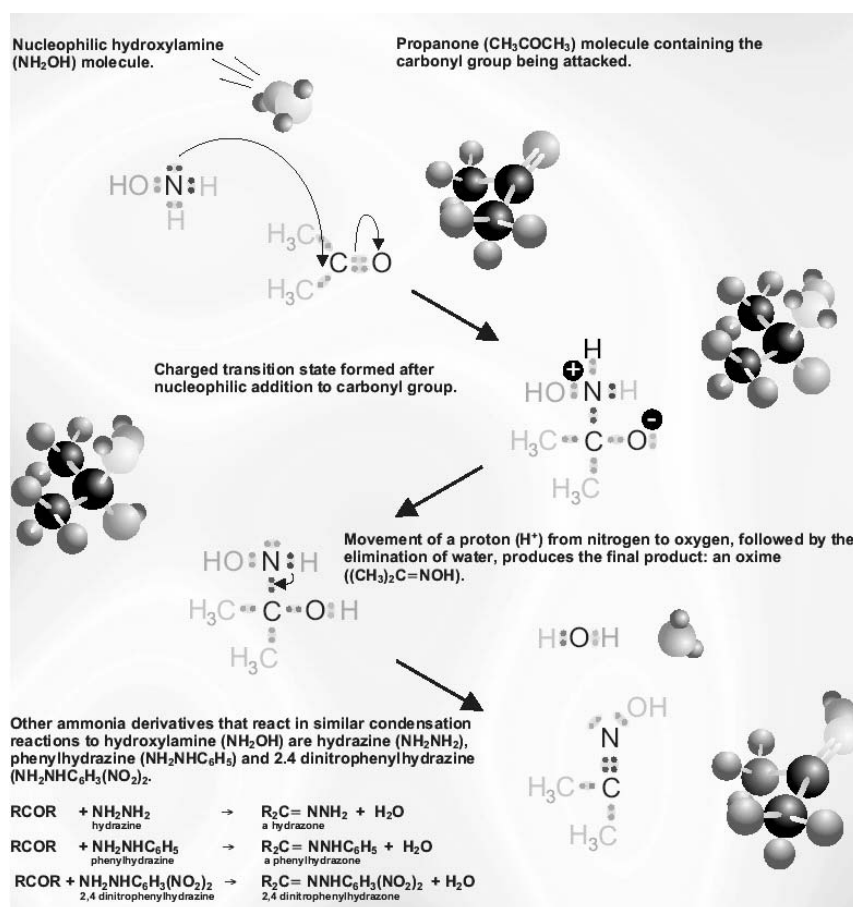 Nucleophilic hydroxylamine
(NH₂OH) molecule.
Propanone (CH₃COCH₃) molecule containing the
carbonyl group being attacked.
HO N H
H
H₃C
C O
H₃C
Charged transition state formed after
nucleophilic addition to carbonyl group.
H
+
HO N H
−
H₃C C O
H₃C
Movement of a proton (H⁺) from nitrogen to oxygen, followed by the
elimination of water, produces the final product: an oxime
((CH₃)₂C=NOH).
HO N H
H₃C C O H
H₃C
H O H
OH
N
H₃C C
H₃C
Other ammonia derivatives that react in similar condensation
reactions to hydroxylamine (NH₂OH) are hydrazine (NH₂NH₂),
phenylhydrazine (NH₂NHC₆H₅) and 2.4 dinitrophenylhydrazine
(NH₂NHC₆H₃(NO₂)₂.
RCOR + NH₂NH₂ → R₂C= NNH₂ + H₂O
hydrazine a hydrazone
RCOR + NH₂NHC₆H₅ → R₂C= NNHC₆H₅ + H₂O
phenylhydrazine a phenylhydrazone
RCOR + NH₂NHC₆H₃(NO₂)₂ → R₂C= NNHC₆H₃(NO₂)₂ + H₂O
2,4 dinitrophenylhydrazine 2,4 dinitrophenylhydrazone